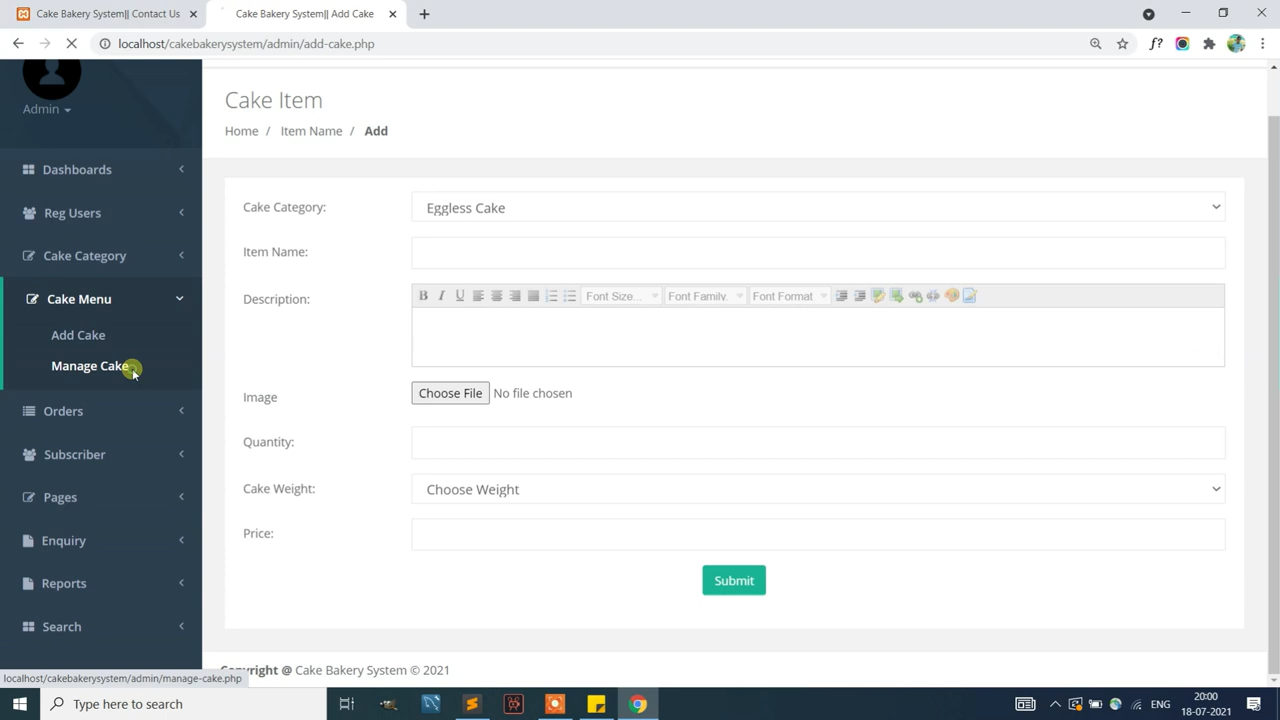 Cake Bakery System|| Contact Us
Cake Bakery System|| Add Cake
localhost/cakebakerysystem/admin/add-cake.php
Admin
Dashboards
Reg Users
Cake Category
Cake Menu
Add Cake
Manage Cake
Orders
Subscriber
Pages
Enquiry
Reports
Search
Cake Item
Home / Item Name / Add
Cake Category:
Eggless Cake
Item Name:
Description:
Font Size... Font Family. Font Format
Image
Choose File No file chosen
Quantity:
Cake Weight:
Choose Weight
Price:
Submit
Copyright @ Cake Bakery System © 2021
localhost/cakebakerysystem/admin/manage-cake.php
Type here to search
ENG
20:00
18-07-2021